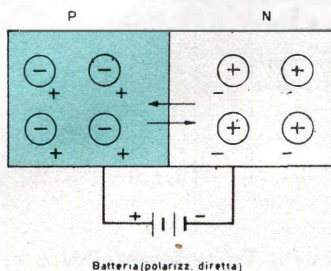 P N
− + − + + − + −
− + − + + − + −
+ −
Batteria (polarizz. diretta)